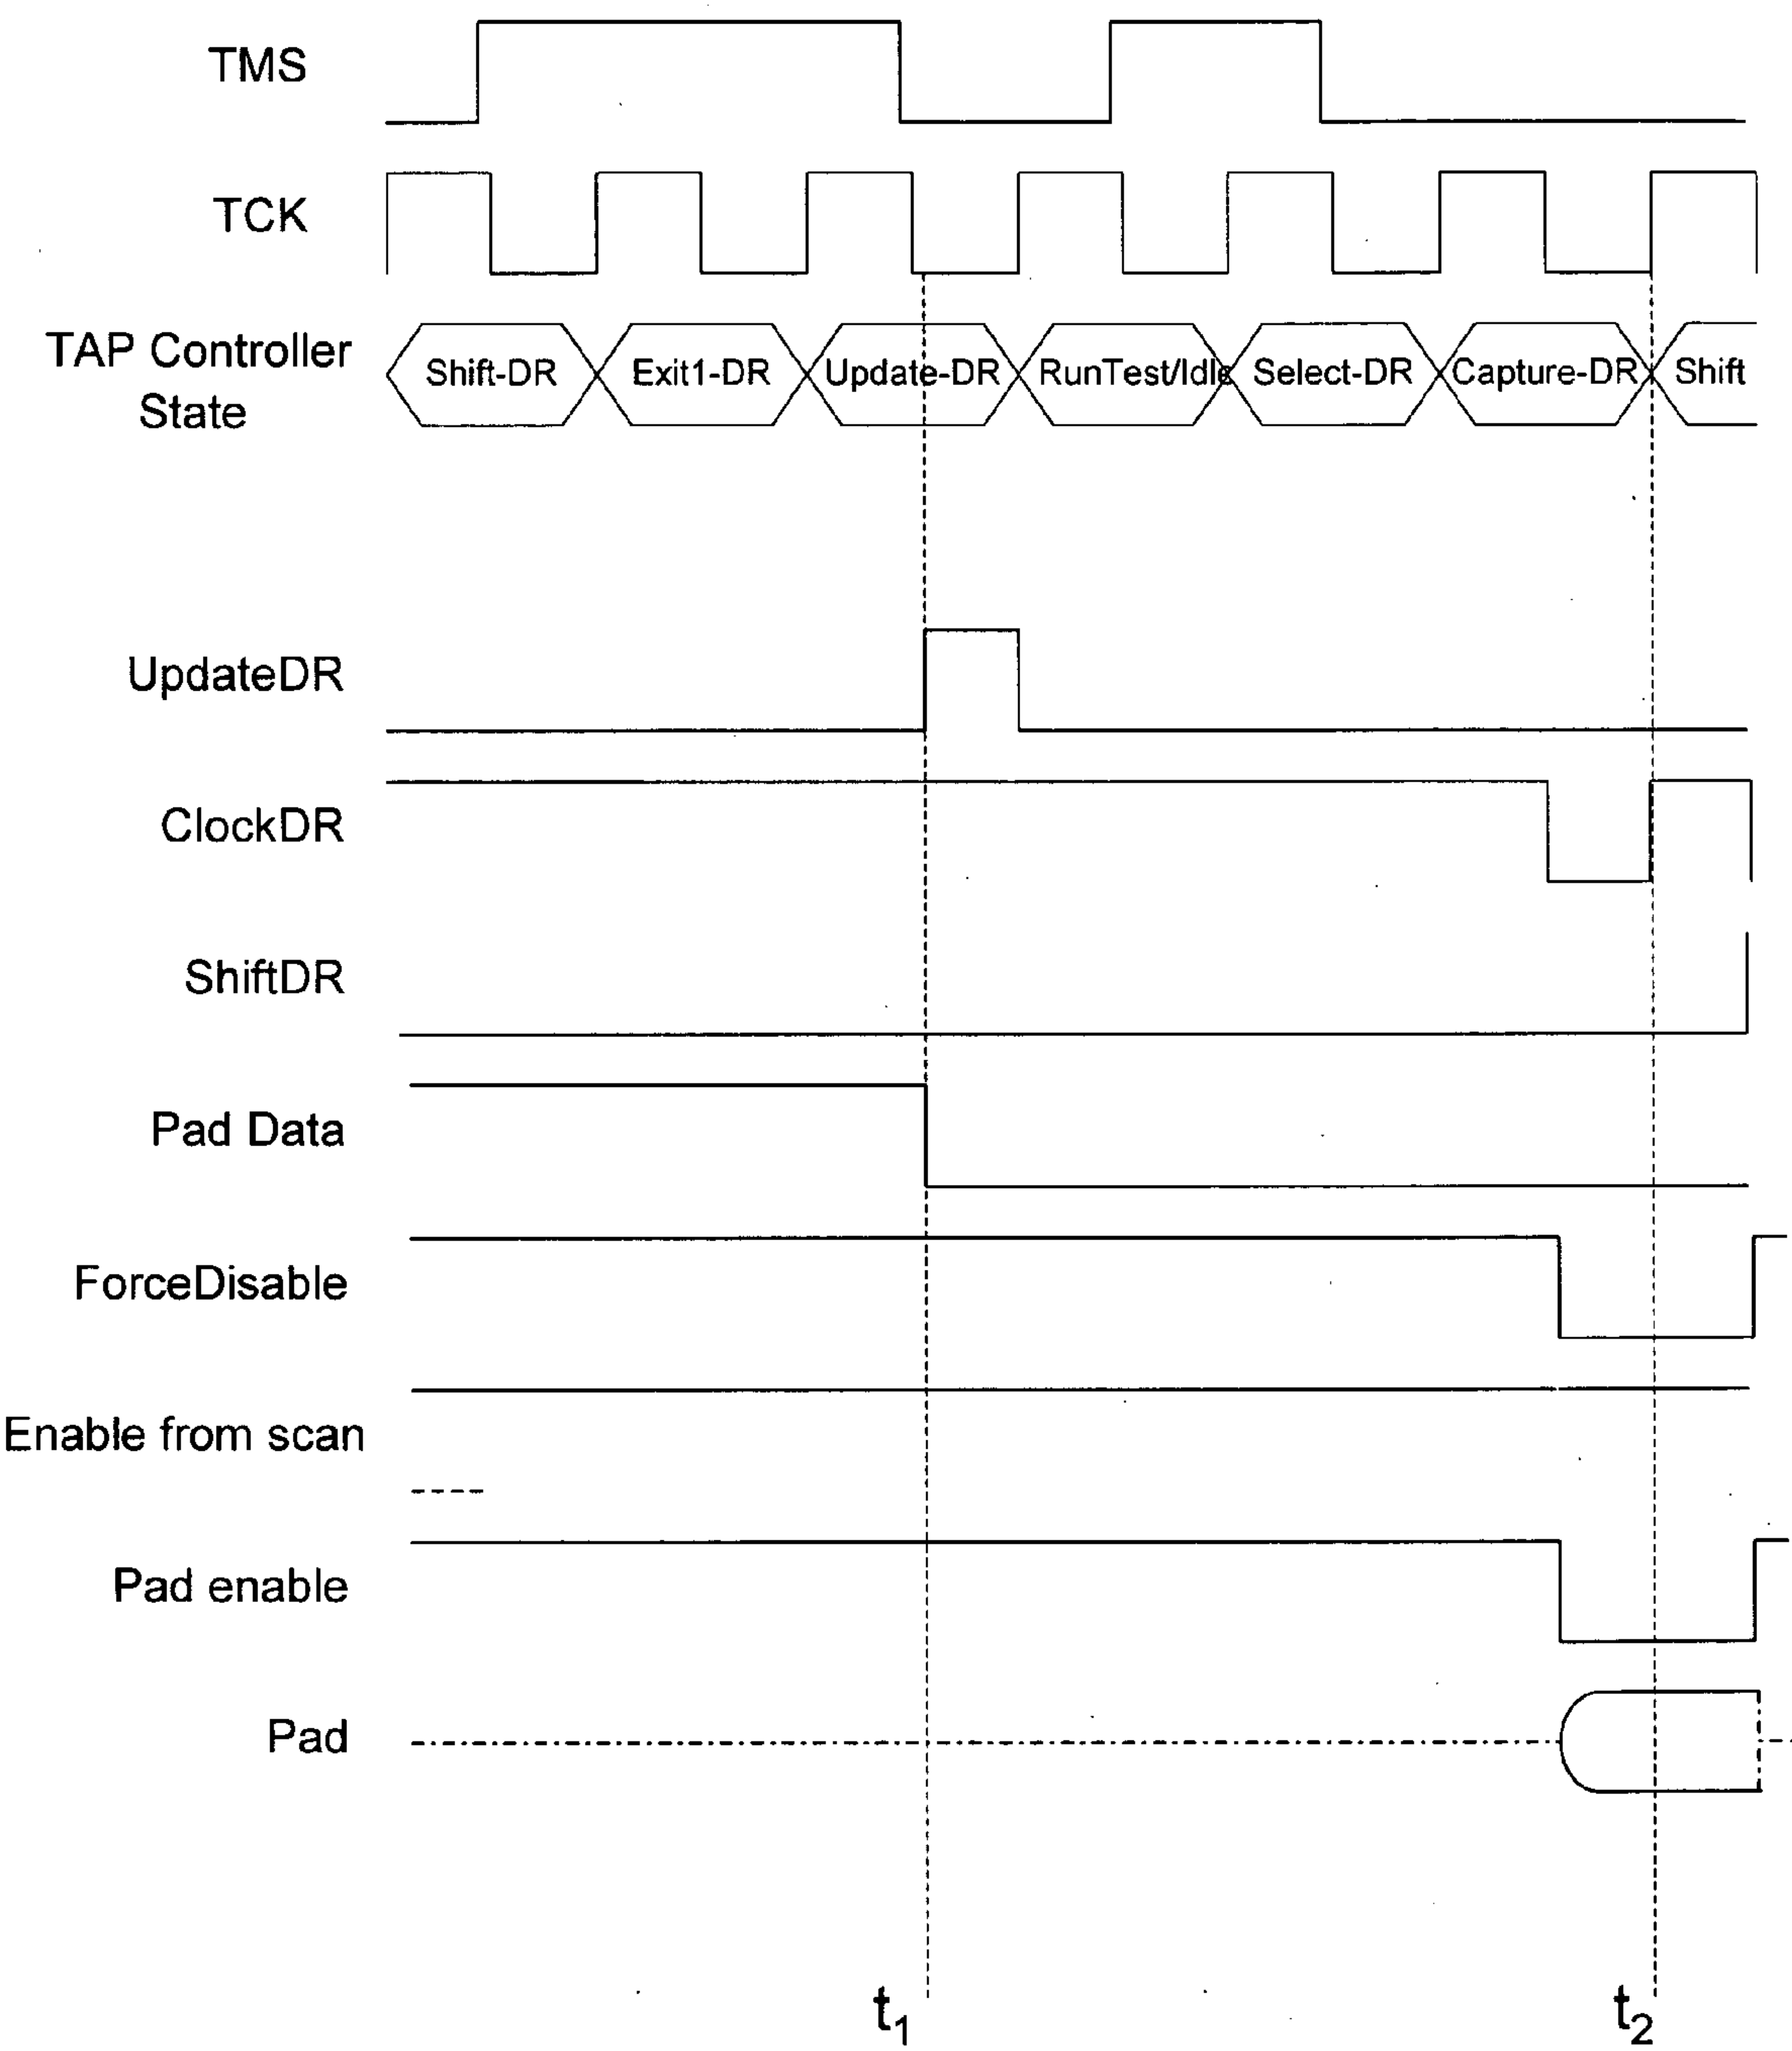 TMS
TCK
TAP Controller
State
Shift-DR
Exit1-DR
Update-DR
RunTest/Idle
Select-DR
Capture-DR
Shift
UpdateDR
ClockDR
ShiftDR
Pad Data
ForceDisable
Enable from scan
Pad enable
Pad
t1
t2